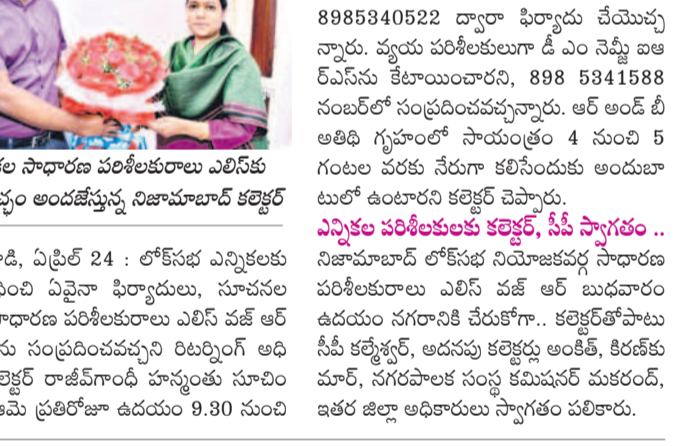 సాధారణ పరిశీలకురాలు ఎలిస్‌కు
అందజేస్తున్న నిజామాబాద్ కలెక్టర్
ఏప్రిల్ 24 : లోక్‌సభ ఎన్నికలకు
ఏవైనా ఫిర్యాదులు, సూచనల
పరిశీలకురాలు ఎలిస్ వజ్ ఆర్
సంప్రదించవచ్చని రిటర్నింగ్ అధి
రాజీవ్‌గాంధీ హన్మంతు సూచిం
ప్రతిరోజూ ఉదయం 9.30 నుంచి
8985340522 ద్వారా ఫిర్యాదు చేయొచ్చ
న్నారు. వ్యయ పరిశీలకులుగా డీ ఎం నెమ్జీ ఐఆ
ర్ఎస్‌ను కేటాయించారని, 898 5341588
నంబర్‌లో సంప్రదించవచ్చన్నారు. ఆర్ అండ్ బీ
అతిథి గృహంలో సాయంత్రం 4 నుంచి 5
గంటల వరకు నేరుగా కలిసేందుకు అందుబా
టులో ఉంటారని కలెక్టర్ చెప్పారు.
ఎన్నికల పరిశీలకులకు కలెక్టర్, సీపీ స్వాగతం ..
నిజామాబాద్ లోక్‌సభ నియోజకవర్గ సాధారణ
పరిశీలకురాలు ఎలిస్ వజ్ ఆర్ బుధవారం
ఉదయం నగరానికి చేరుకోగా.. కలెక్టర్‌తోపాటు
సీపీ కల్మేశ్వర్, అదనపు కలెక్టర్లు అంకిత్, కిరణ్‌కు
మార్, నగరపాలక సంస్థ కమిషనర్ మకరంద్,
ఇతర జిల్లా అధికారులు స్వాగతం పలికారు.